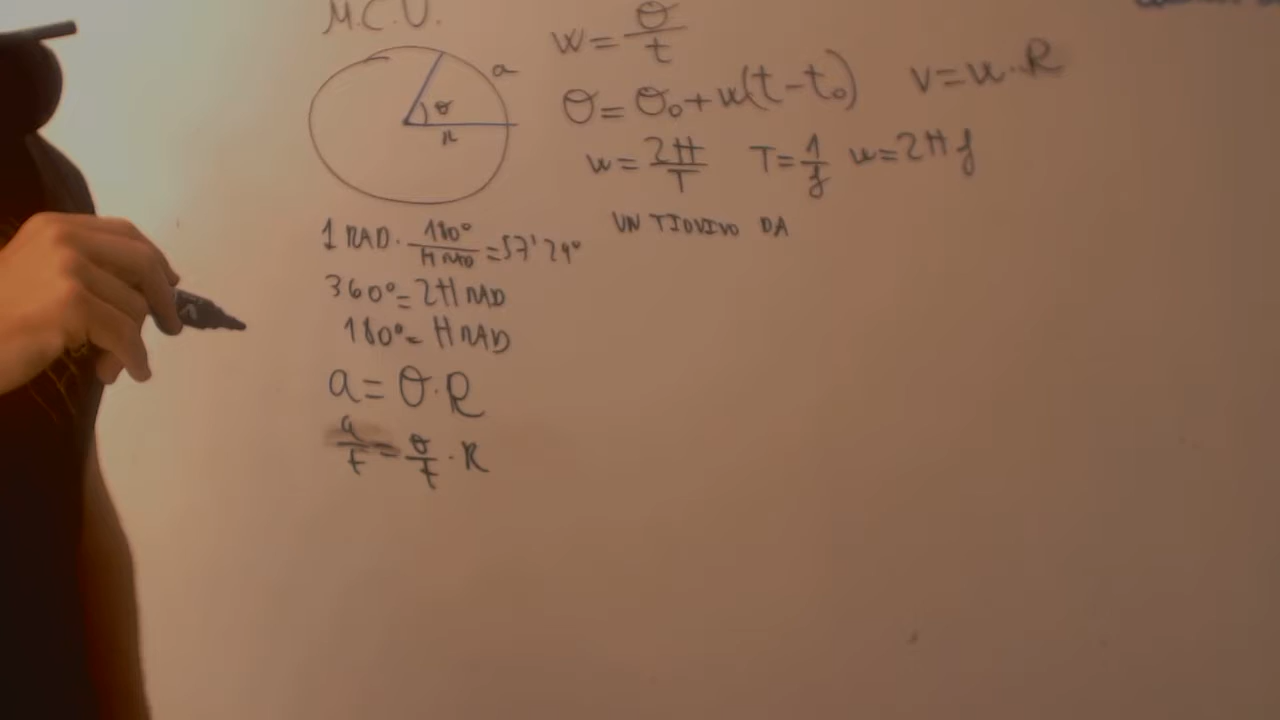 M.C.U.
a
θ
R
w = θ/t
θ = θ₀ + w(t - t₀)
v = w · R
w = 2π/T
T = 1/f
w = 2π f
UN TIOVIVO DA
1 RAD · 180°/π RAD = 57'29°
360° = 2π RAD
180° = π RAD
a = θ · R
a/t = θ/t · R